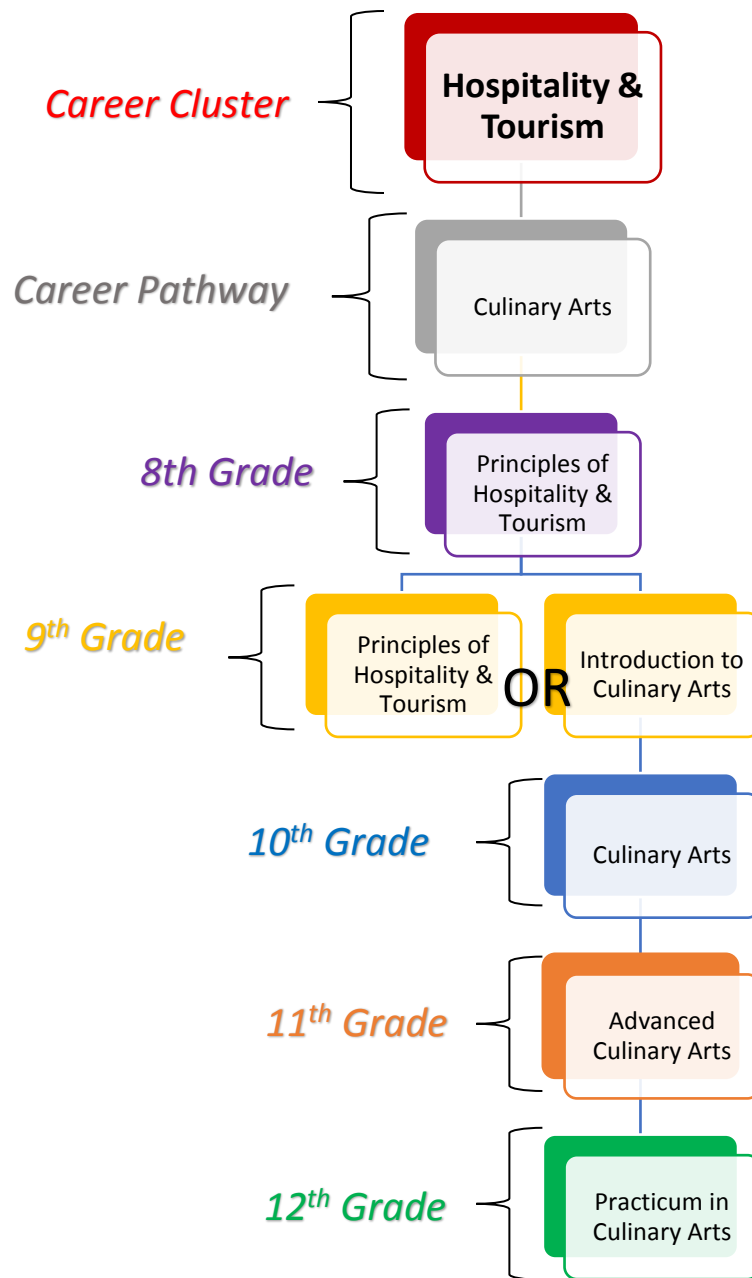 Career Cluster
Hospitality &
Tourism
Career Pathway
Culinary Arts
8th Grade
Principles of
Hospitality &
Tourism
9th Grade
Principles of
Hospitality &
Tourism
OR
Introduction to
Culinary Arts
10th Grade
Culinary Arts
11th Grade
Advanced
Culinary Arts
12th Grade
Practicum in
Culinary Arts